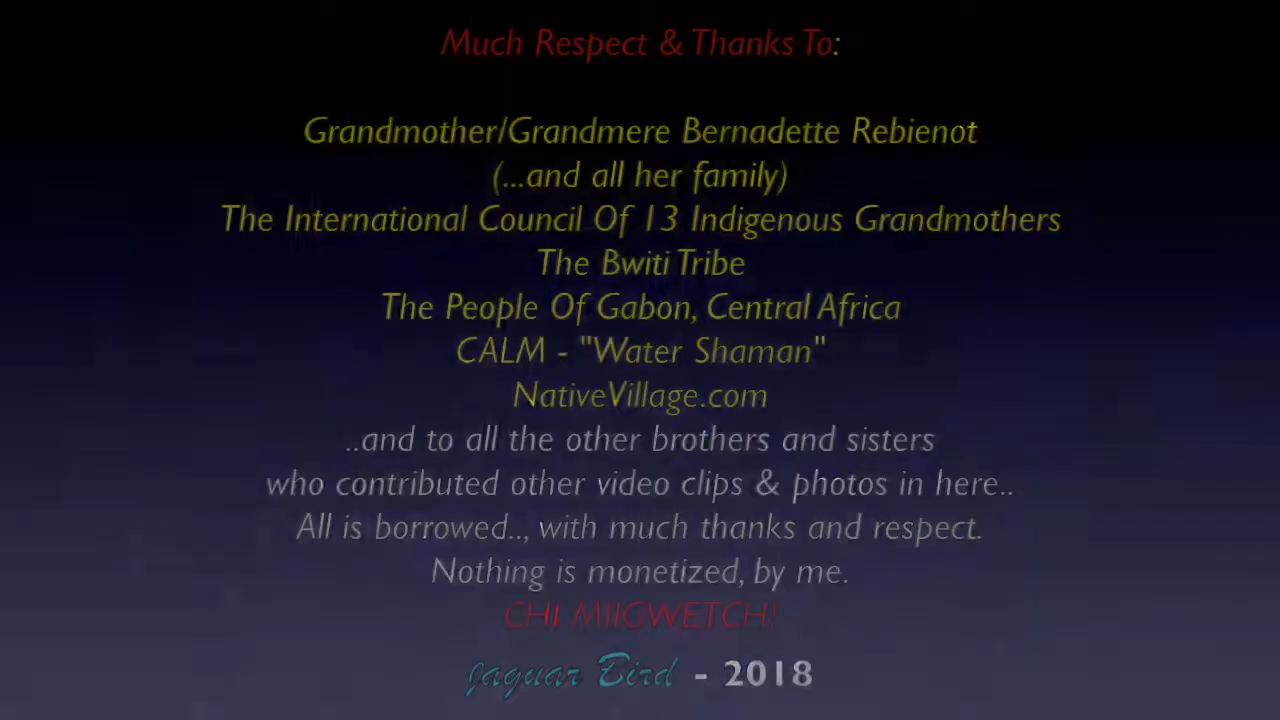 Much Respect & Thanks To:
Grandmother/Grandmere Bernadette Rebienot
(...and all her family)
The International Council Of 13 Indigenous Grandmothers
The Bwiti Tribe
The People Of Gabon, Central Africa
CALM - "Water Shaman"
NativeVillage.com
..and to all the other brothers and sisters
who contributed other video clips & photos in here..
All is borrowed.., with much thanks and respect.
Nothing is monetized, by me.
CHI MIIGWETCH!
Jaguar Bird - 2018